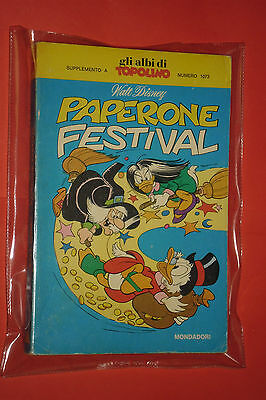 gli albi di
SUPPLEMENTO A TOPOLINO NUMERO 1073
Walt Disney
PAPERONE
FESTIVAL
MONDADORI